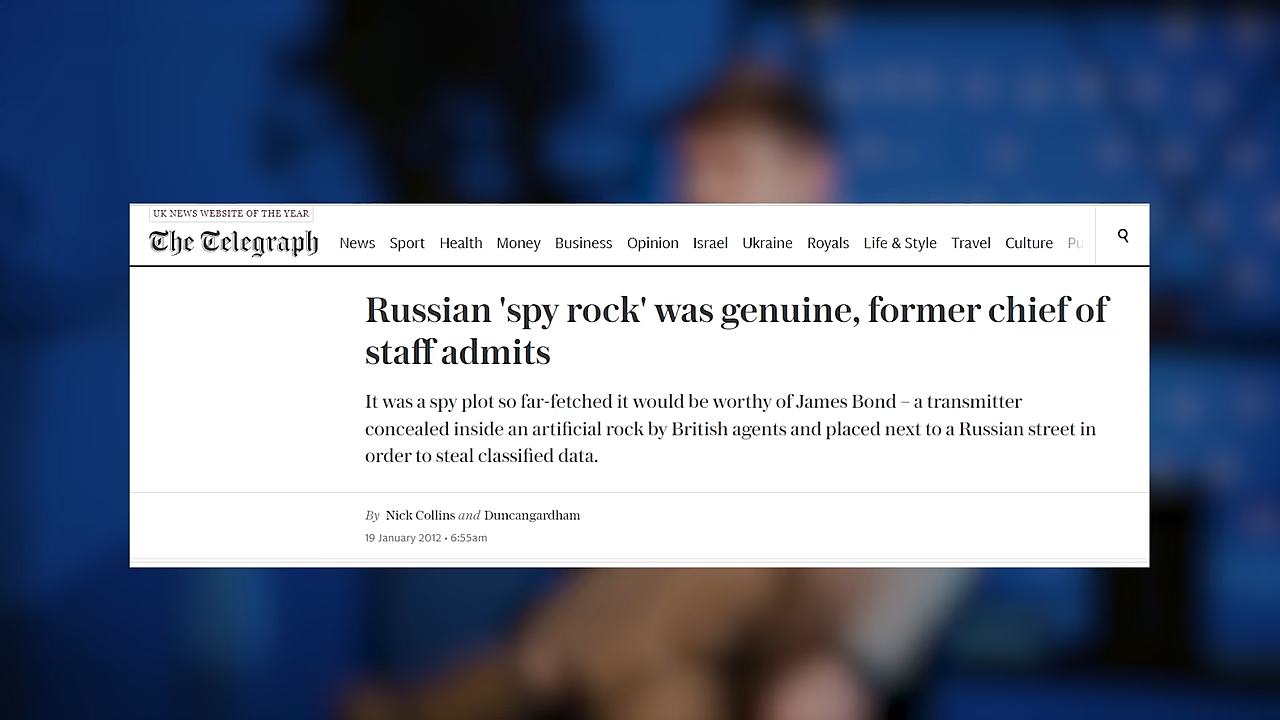 UK NEWS WEBSITE OF THE YEAR
The Telegraph News Sport Health Money Business Opinion Israel Ukraine Royals Life & Style Travel Culture Pu
Russian 'spy rock' was genuine, former chief of
staff admits
It was a spy plot so far-fetched it would be worthy of James Bond – a transmitter
concealed inside an artificial rock by British agents and placed next to a Russian street in
order to steal classified data.
By Nick Collins and Duncangardham
19 January 2012 • 6:55am